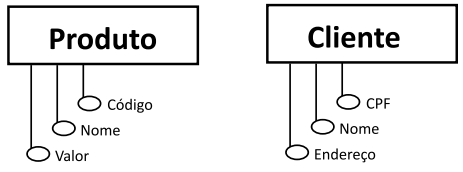 Produto
Código
Nome
Valor
Cliente
CPF
Nome
Endereço